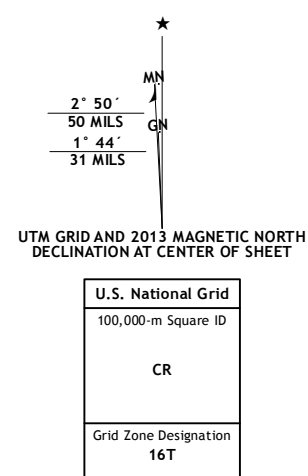 ★
MN
2° 50´
50 MILS
GN
1° 44´
31 MILS
UTM GRID AND 2013 MAGNETIC NORTH
DECLINATION AT CENTER OF SHEET
U.S. National Grid
100,000-m Square ID
CR
Grid Zone Designation
16T